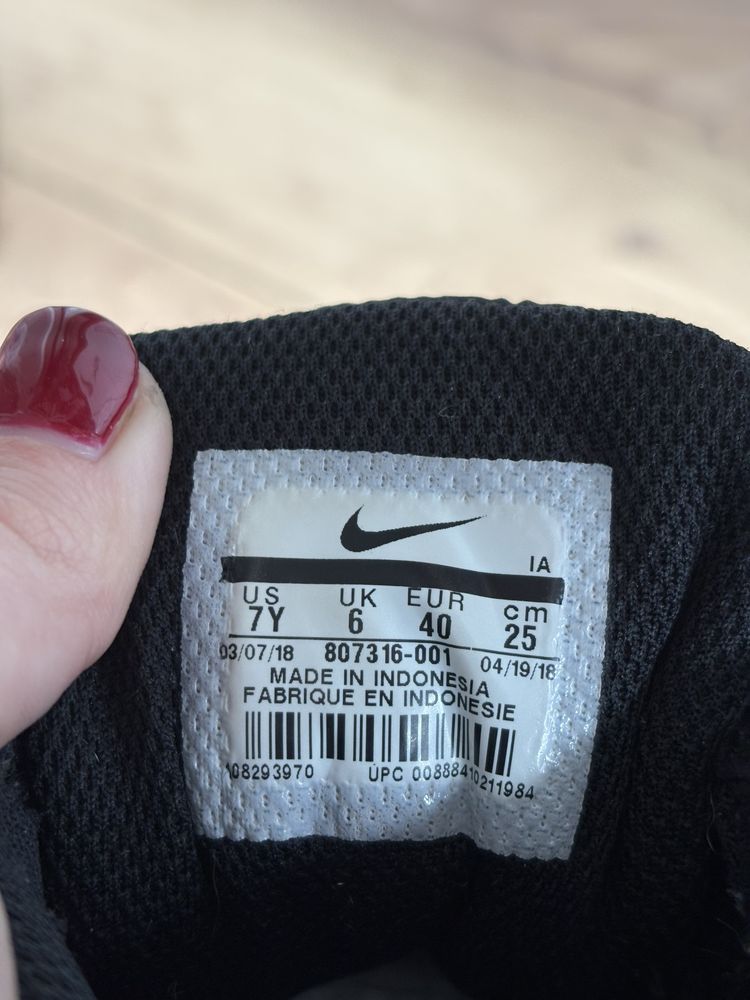 IA
US UK EUR cm
7Y 6 40 25
03/07/18 807316-001 04/19/18
MADE IN INDONESIA
FABRIQUE EN INDONESIE
08293970 UPC 00888410211984